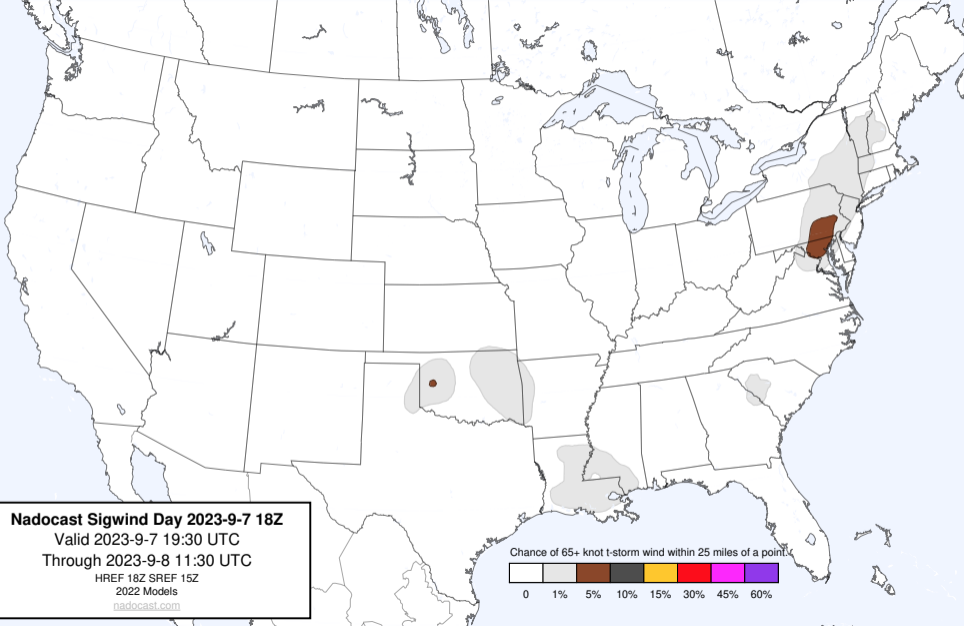 Nadocast Sigwind Day 2023-9-7 18Z
Valid 2023-9-7 19:30 UTC
Through 2023-9-8 11:30 UTC
HREF 18Z SREF 15Z
2022 Models
nadocast.com
Chance of 65+ knot t-storm wind within 25 miles of a point.
0 1% 5% 10% 15% 30% 45% 60%